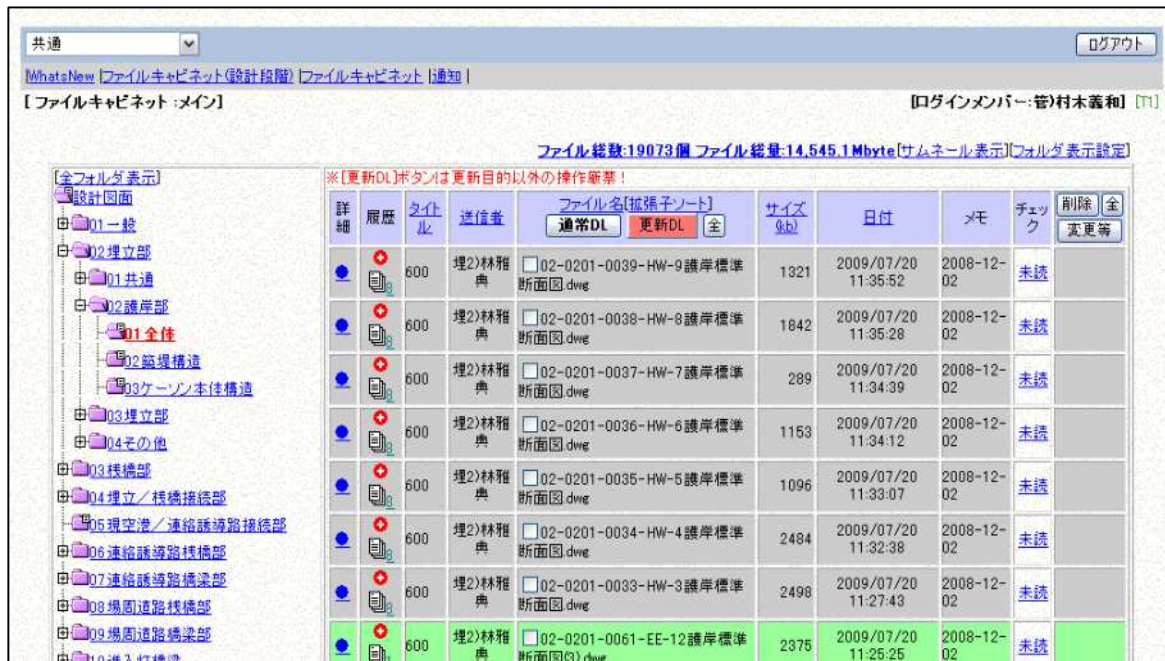 共通
ログアウト
|WhatsNew |ファイルキャビネット(設計段階) |ファイルキャビネット |通知 |
[ファイルキャビネット:メイン]
[ログインメンバー:管)村木義和] [T1]
ファイル総数:19073個 ファイル総量:14,545.1Mbyte[サムネール表示][フォルダ表示設定]
[全フォルダ表示]
設計図面
01一般
02埋立部
01共通
02護岸部
01全体
02築堤構造
03ケーソン本体構造
03埋立部
04その他
03桟橋部
04埋立/桟橋接続部
05現空港/連絡誘導路接続部
06連絡誘導路桟橋部
07連絡誘導路橋梁部
08場周道路桟橋部
09場周道路橋梁部
10進入灯橋梁
※[更新DL]ボタンは更新目的以外の操作厳禁!
詳細 履歴 タイトル 送信者 ファイル名[拡張子ソート] 通常DL 更新DL 全 サイズ(kb) 日付 メモ チェック 削除 全 変更等
8 600 埋2)林雅典 02-0201-0039-HW-9護岸標準断面図.dwg 1321 2009/07/20 11:35:52 2008-12-02 未読
8 600 埋2)林雅典 02-0201-0038-HW-8護岸標準断面図.dwg 1842 2009/07/20 11:35:28 2008-12-02 未読
8 600 埋2)林雅典 02-0201-0037-HW-7護岸標準断面図.dwg 289 2009/07/20 11:34:39 2008-12-02 未読
8 600 埋2)林雅典 02-0201-0036-HW-6護岸標準断面図.dwg 1153 2009/07/20 11:34:12 2008-12-02 未読
8 600 埋2)林雅典 02-0201-0035-HW-5護岸標準断面図.dwg 1096 2009/07/20 11:33:07 2008-12-02 未読
8 600 埋2)林雅典 02-0201-0034-HW-4護岸標準断面図.dwg 2484 2009/07/20 11:32:38 2008-12-02 未読
8 600 埋2)林雅典 02-0201-0033-HW-3護岸標準断面図.dwg 2498 2009/07/20 11:27:43 2008-12-02 未読
600 埋2)林雅典 02-0201-0061-EE-12護岸標準断面図(3).dwg 2375 2009/07/20 11:25:25 2008-12-02 未読